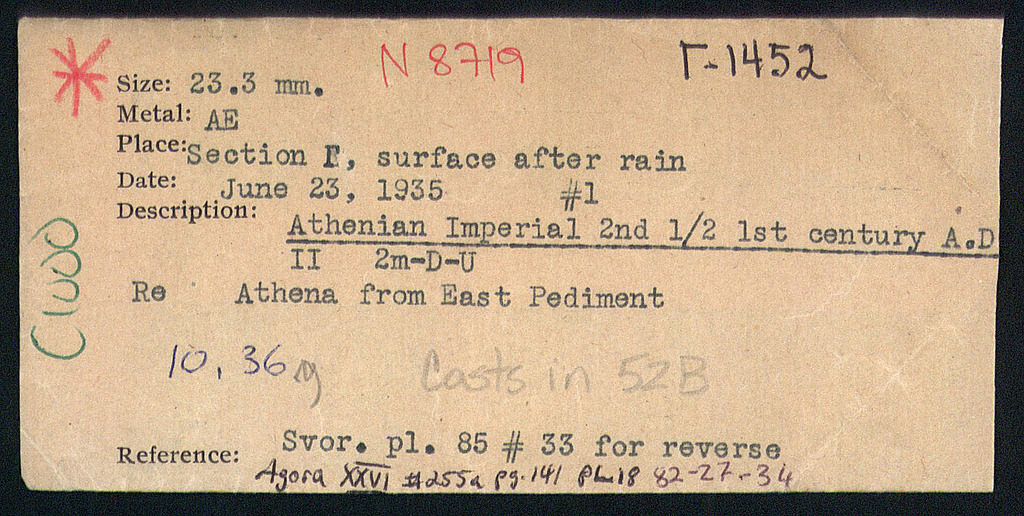 N 8719
Γ-1452
Size: 23.3 mm.
Metal: AE
Place: Section Γ, surface after rain
Date: June 23, 1935 #1
Description: Athenian Imperial 2nd 1/2 1st century A.D
II 2m-D-U
Re Athena from East Pediment
10,36 g
Casts in 52B
Reference: Svor. pl. 85 # 33 for reverse
Agora XXVI #255a pg. 141 PL 18 82-27-34